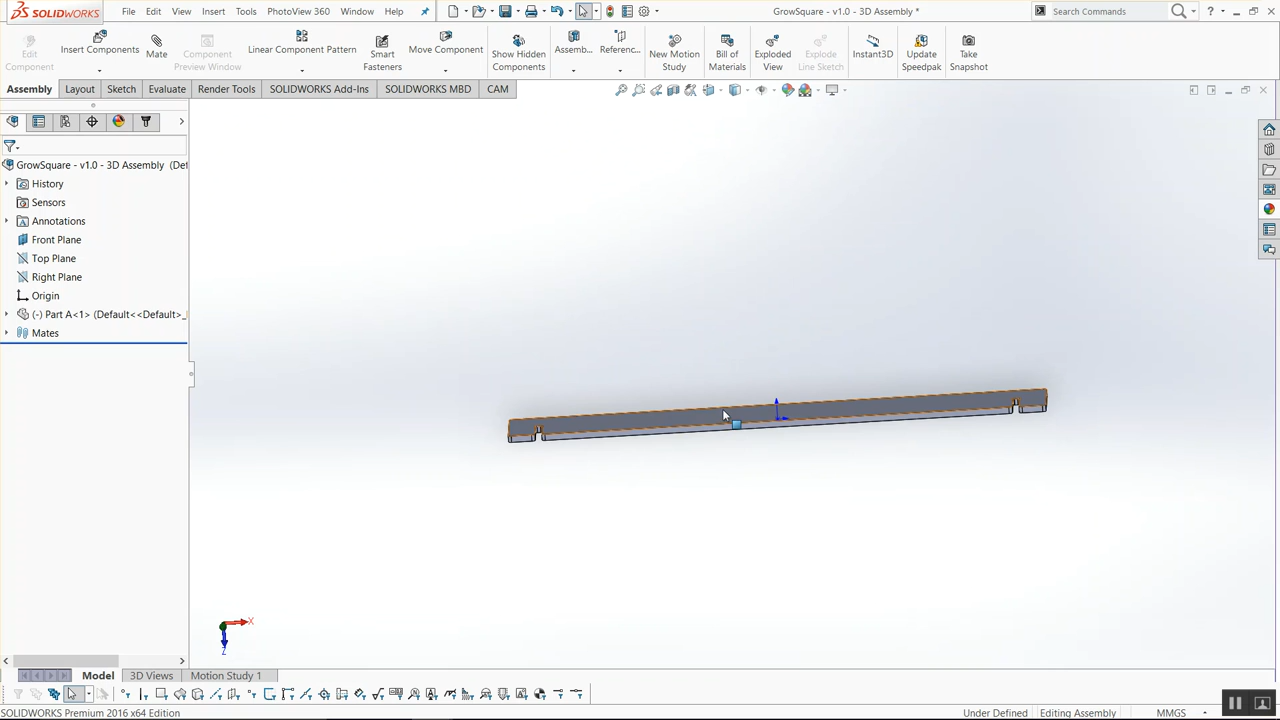 SOLIDWORKS
File Edit View Insert Tools PhotoView 360 Window Help
GrowSquare - v1.0 - 3D Assembly *
Search Commands
Edit Component
Insert Components
Mate
Component Preview Window
Linear Component Pattern
Smart Fasteners
Move Component
Show Hidden Components
Assemb...
Referenc...
New Motion Study
Bill of Materials
Exploded View
Explode Line Sketch
Instant3D
Update Speedpak
Take Snapshot
Assembly Layout Sketch Evaluate Render Tools SOLIDWORKS Add-Ins SOLIDWORKS MBD CAM
GrowSquare - v1.0 - 3D Assembly (Def
History
Sensors
Annotations
Front Plane
Top Plane
Right Plane
Origin
(-) Part A<1> (Default<<Default>_
Mates
X
Z
Model 3D Views Motion Study 1
SOLIDWORKS Premium 2016 x64 Edition
Under Defined Editing Assembly MMGS